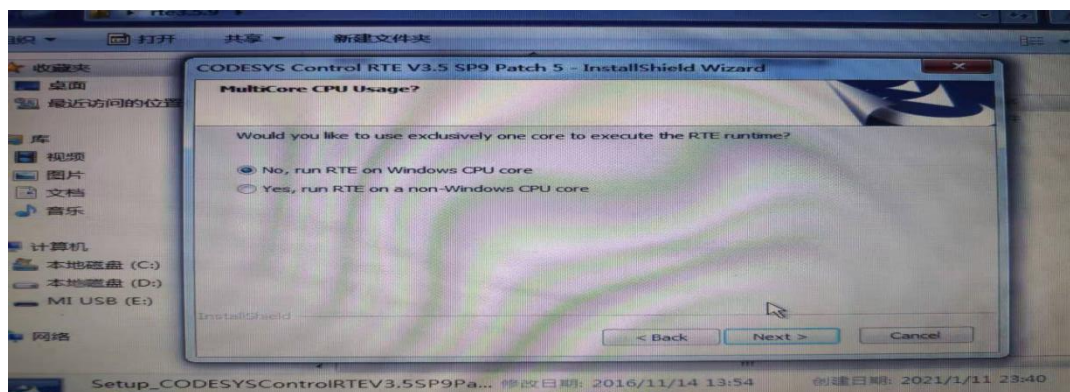 rte3.5.9
打开 共享 新建文件夹
收藏夹
桌面
最近访问的位置
库
视频
图片
文档
音乐
计算机
本地磁盘 (C:)
本地磁盘 (D:)
MI USB (E:)
网络
CODESYS Control RTE V3.5 SP9 Patch 5 - InstallShield Wizard
MultiCore CPU Usage?
Would you like to use exclusively one core to execute the RTE runtime?
No, run RTE on Windows CPU core
Yes, run RTE on a non-Windows CPU core
InstallShield
< Back Next > Cancel
Setup_CODESYSControlRTEV3.5SP9Pa... 修改日期: 2016/11/14 13:54 创建日期: 2021/1/11 23:40